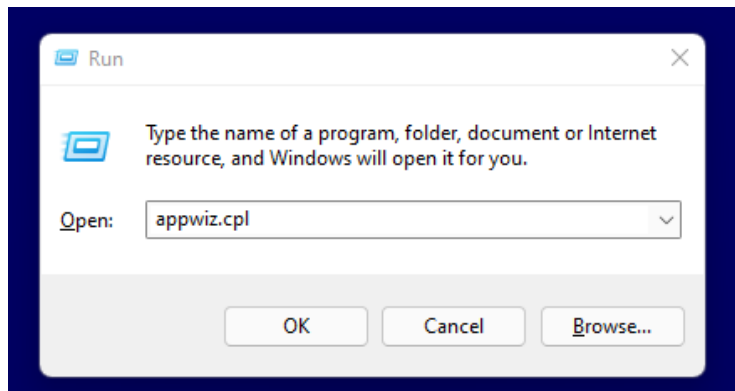 Run
Type the name of a program, folder, document or Internet
resource, and Windows will open it for you.
Open: appwiz.cpl
OK Cancel Browse...